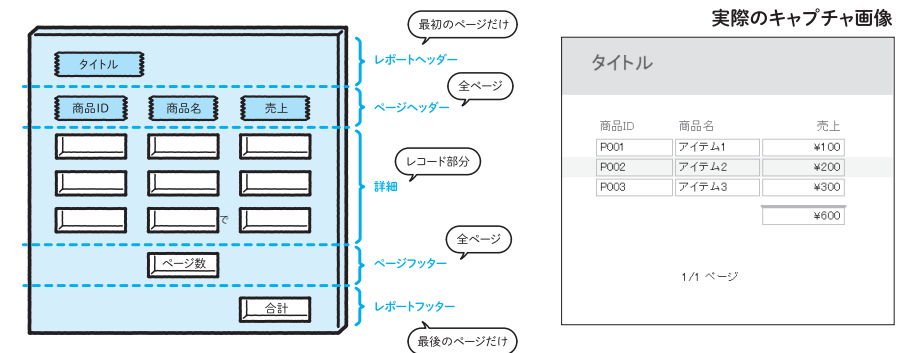 実際のキャプチャ画像
最初のページだけ
タイトル
レポートヘッダー
全ページ
商品ID 商品名 売上
ページヘッダー
レコード部分
詳細
で
全ページ
ページ数
ページフッター
合計
レポートフッター
最後のページだけ
タイトル
商品ID 商品名 売上
P001 アイテム1 ¥100
P002 アイテム2 ¥200
P003 アイテム3 ¥300
¥600
1/1 ページ